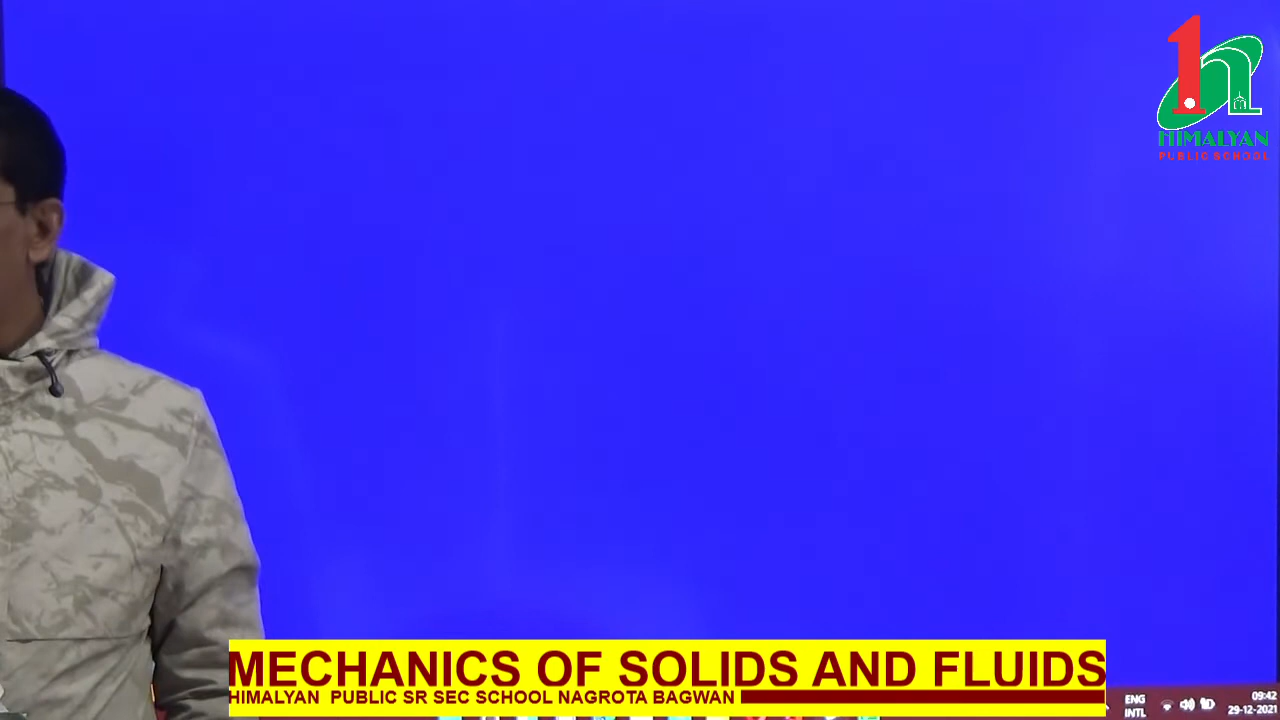 HIMALYAN
PUBLIC SCHOOL
MECHANICS OF SOLIDS AND FLUIDS
HIMALYAN PUBLIC SR SEC SCHOOL NAGROTA BAGWAN
ENG
INTL
09:42
29-12-2021